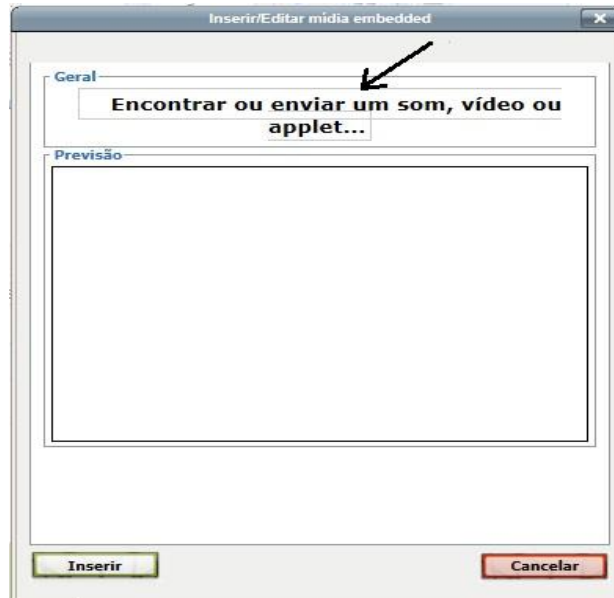 Inserir/Editar mídia embedded
Geral
Encontrar ou enviar um som, vídeo ou
applet...
Previsão
Inserir
Cancelar